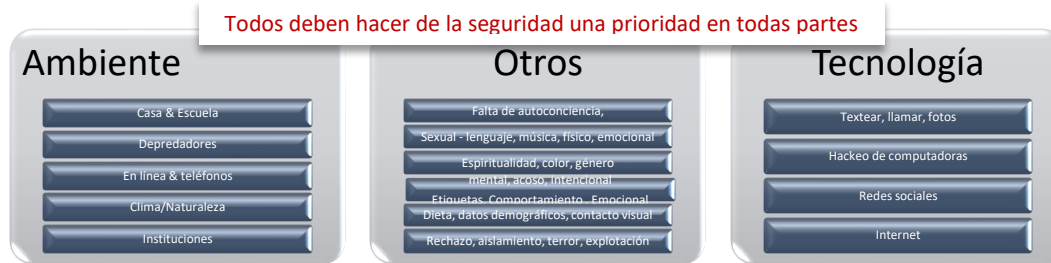 Todos deben hacer de la seguridad una prioridad en todas partes
Ambiente
Casa & Escuela
Depredadores
En línea & teléfonos
Clima/Naturaleza
Instituciones
Otros
Falta de autoconciencia,
Sexual - lenguaje, música, físico, emocional
Espiritualidad, color, género
mental, acoso, Intencional
Etiquetas, Comportamiento , Emocional
Dieta, datos demográficos, contacto visual
Rechazo, aislamiento, terror, explotación
Tecnología
Textear, llamar, fotos
Hackeo de computadoras
Redes sociales
Internet